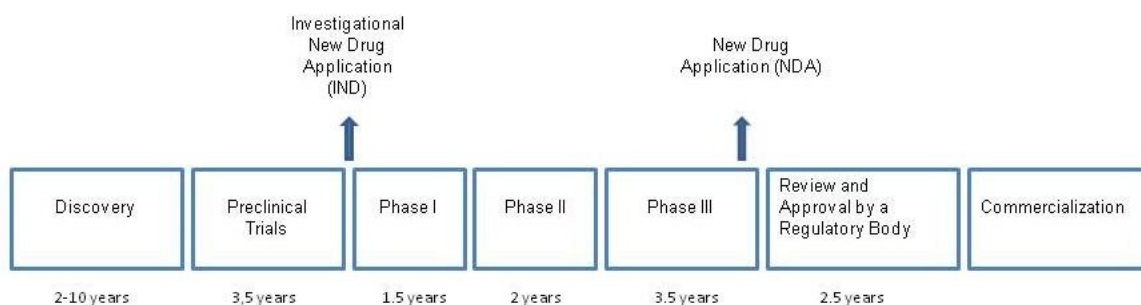 Investigational
New Drug
Application
(IND)
New Drug
Application (NDA)
Discovery
Preclinical
Trials
Phase I
Phase II
Phase III
Review and
Approval by a
Regulatory Body
Commercialization
2-10 years
3,5 years
1.5 years
2 years
3.5 years
2.5 years